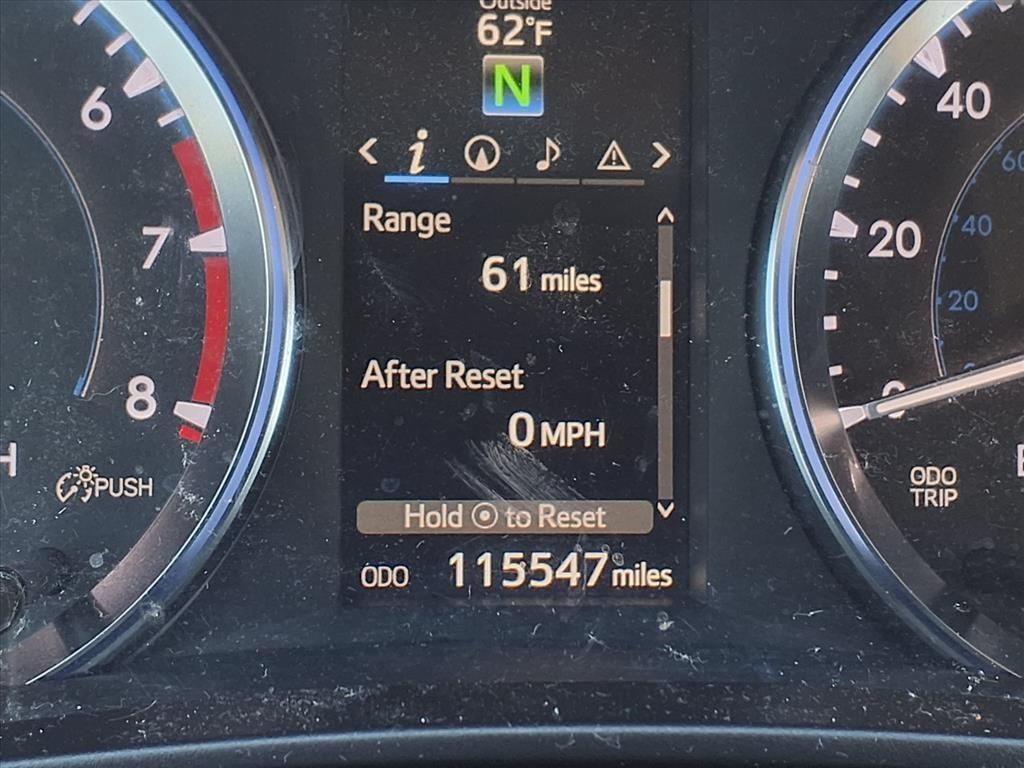 Outside
62°F
N
6
7
8
PUSH
Range
61 miles
After Reset
0 MPH
Hold to Reset
ODO 115547 miles
40
20
0
60
40
20
ODO
TRIP